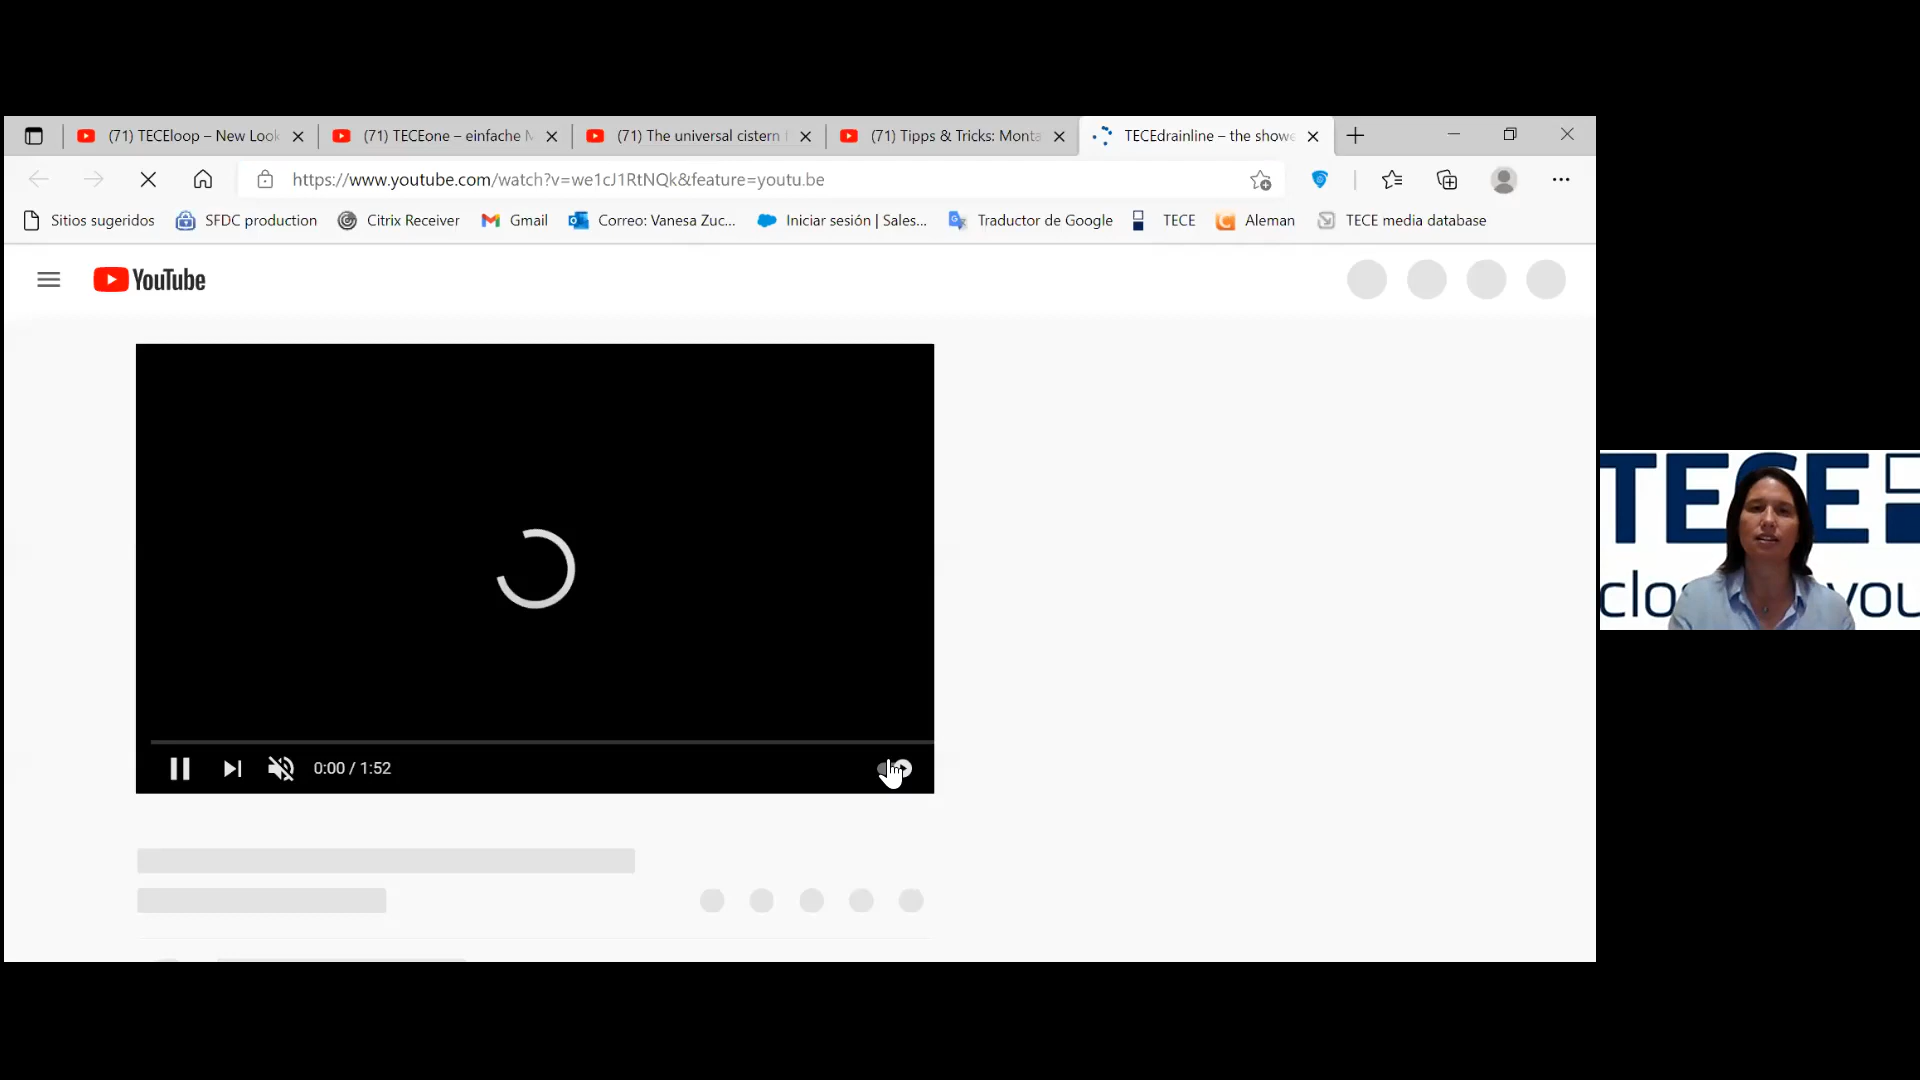 (71) TECEloop – New Look
(71) TECEone – einfache M
(71) The universal cistern
(71) Tipps & Tricks: Monta
TECEdrainline – the showe
https://www.youtube.com/watch?v=we1cJ1RtNQk&feature=youtu.be
Sitios sugeridos
SFDC production
Citrix Receiver
Gmail
Correo: Vanesa Zuc...
Iniciar sesión | Sales...
Traductor de Google
TECE
Aleman
TECE media database
YouTube
0:00 / 1:52
TECE
clo you